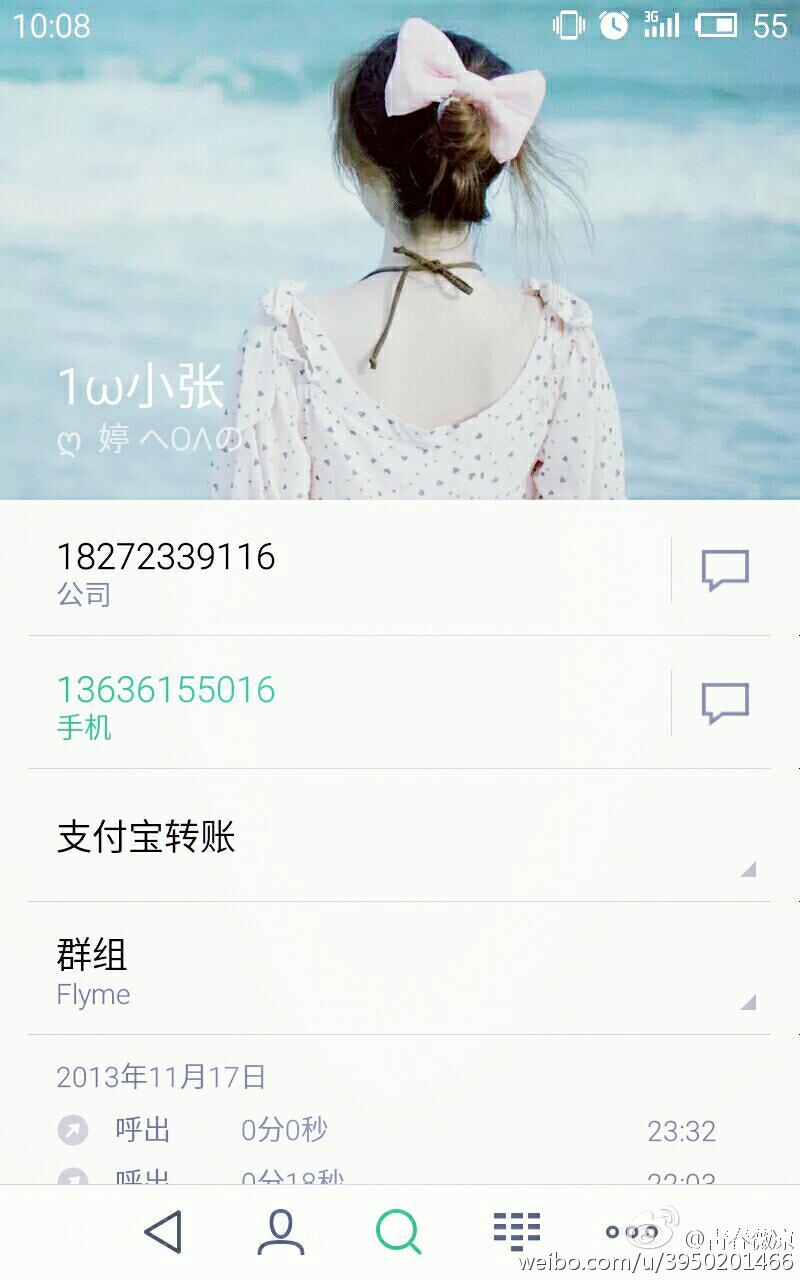 10:08
3G
55
1ω小张
ღ 婷 へOΛの
18272339116
公司
13636155016
手机
支付宝转账
群组
Flyme
2013年11月17日
呼出 0分0秒 23:32
呼出 0分18秒 22:03
@青春微凉
weibo.com/u/3950201466